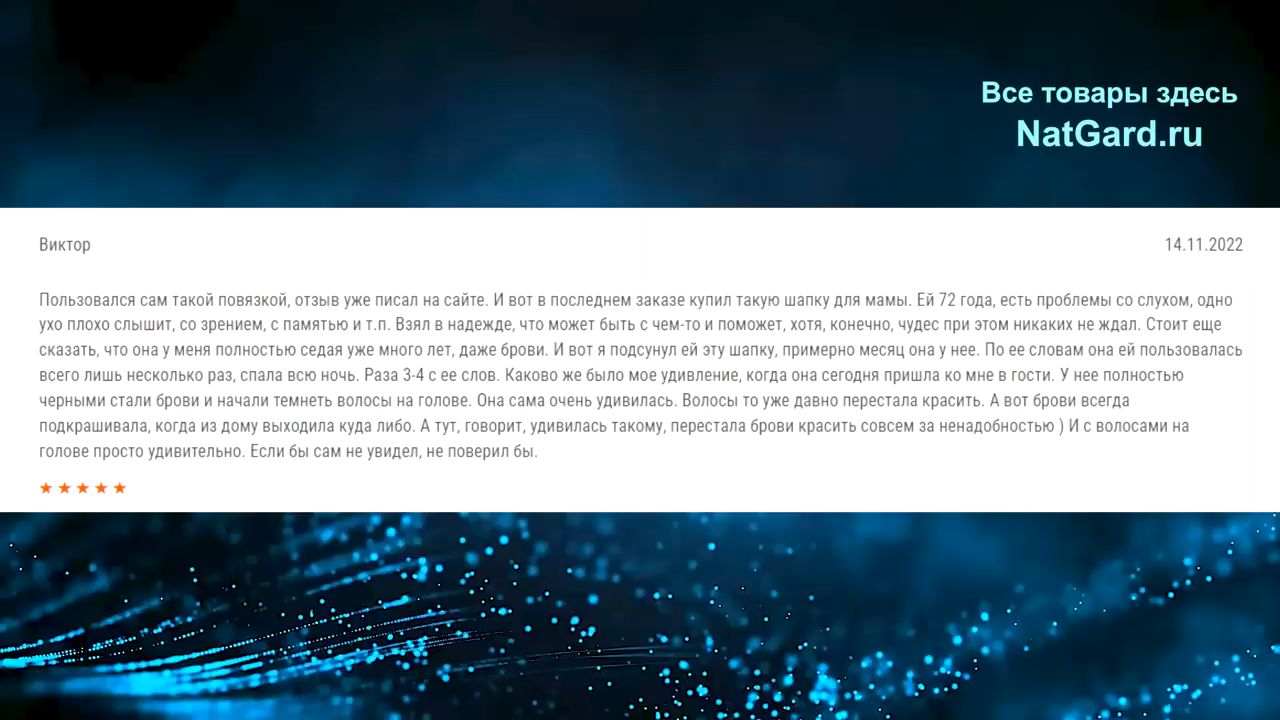 Все товары здесь
NatGard.ru
Виктор
14.11.2022
Пользовался сам такой повязкой, отзыв уже писал на сайте. И вот в последнем заказе купил такую шапку для мамы. Ей 72 года, есть проблемы со слухом, одно
ухо плохо слышит, со зрением, с памятью и т.п. Взял в надежде, что может быть с чем-то и поможет, хотя, конечно, чудес при этом никаких не ждал. Стоит еще
сказать, что она у меня полностью седая уже много лет, даже брови. И вот я подсунул ей эту шапку, примерно месяц она у нее. По ее словам она ей пользовалась
всего лишь несколько раз, спала всю ночь. Раза 3-4 с ее слов. Каково же было мое удивление, когда она сегодня пришла ко мне в гости. У нее полностью
черными стали брови и начали темнеть волосы на голове. Она сама очень удивилась. Волосы то уже давно перестала красить. А вот брови всегда
подкрашивала, когда из дому выходила куда либо. А тут, говорит, удивилась такому, перестала брови красить совсем за ненадобностью ) И с волосами на
голове просто удивительно. Если бы сам не увидел, не поверил бы.